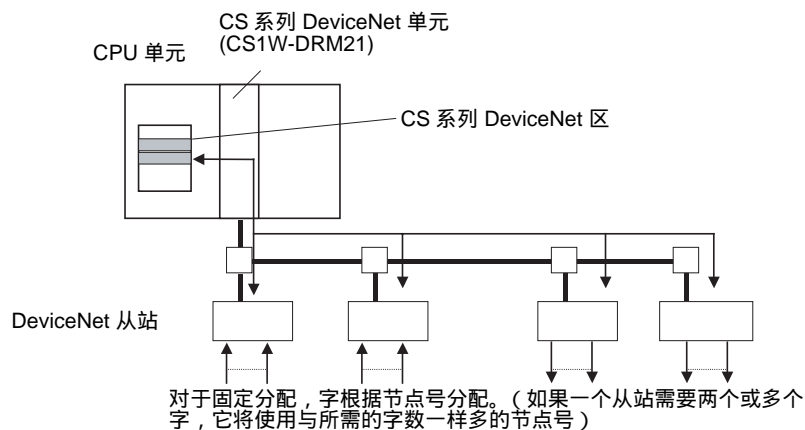 CS 系列 DeviceNet 单元
(CS1W-DRM21)
CPU 单元
CS 系列 DeviceNet 区
DeviceNet 从站
对于固定分配，字根据节点号分配。（如果一个从站需要两个或多个
字，它将使用与所需的字数一样多的节点号）